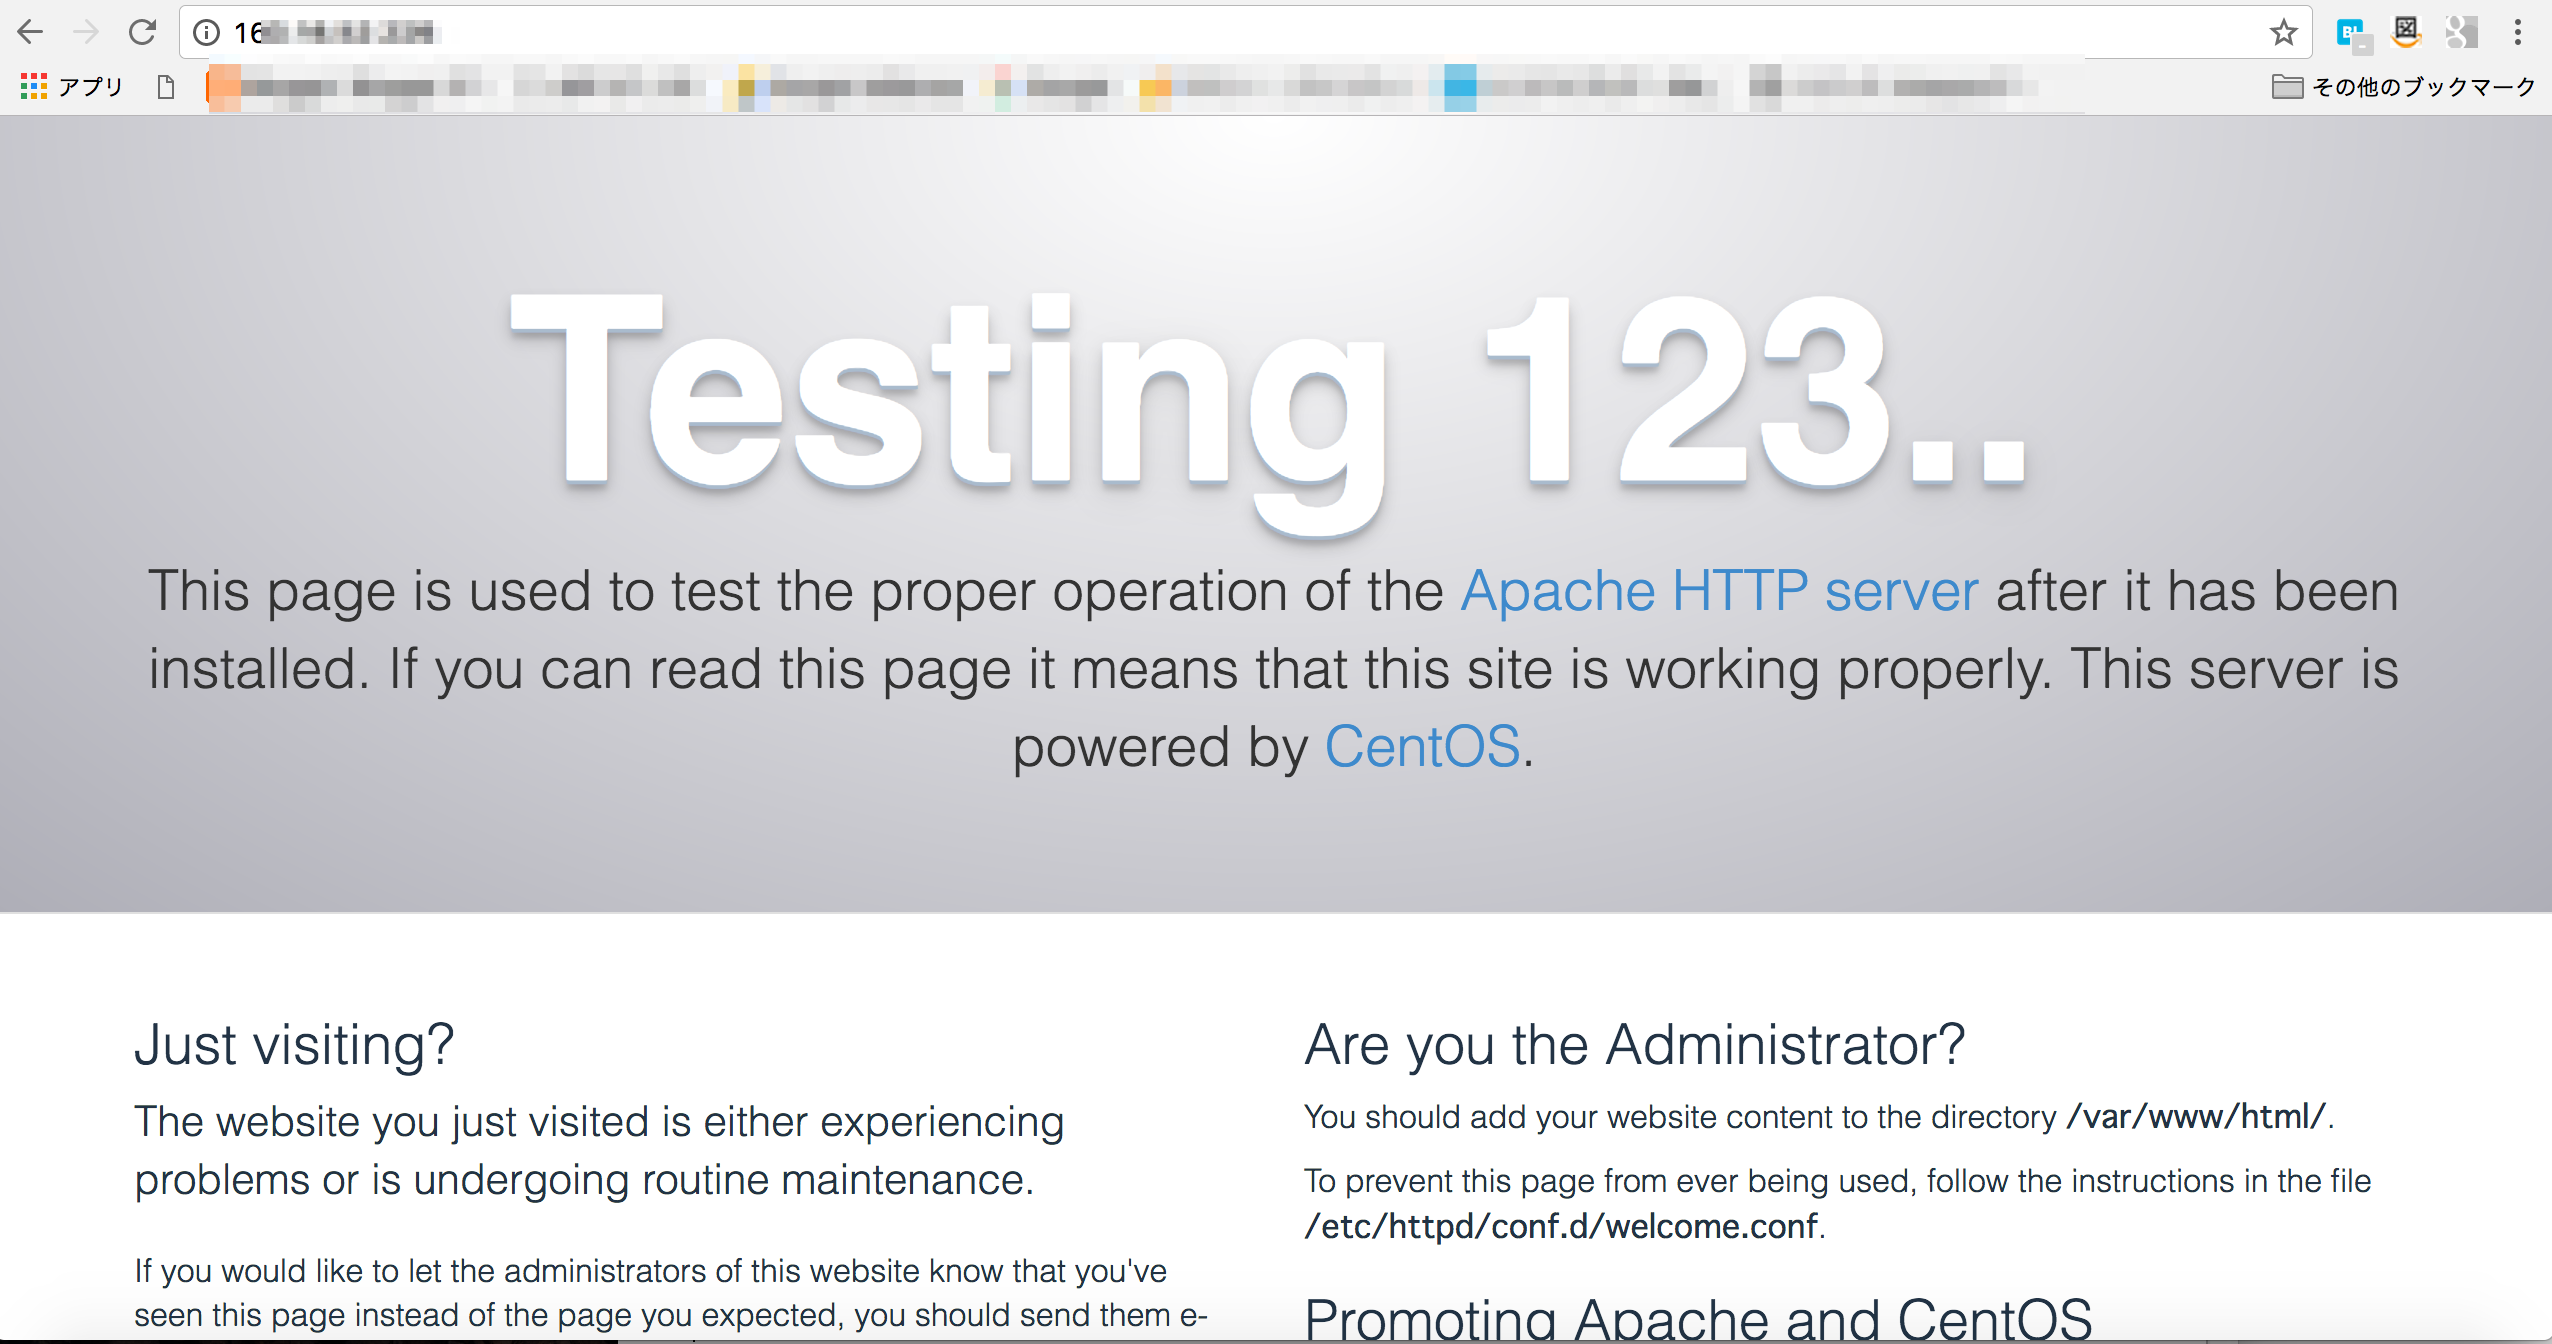 アプリ
その他のブックマーク
Testing 123..
This page is used to test the proper operation of the Apache HTTP server after it has been
installed. If you can read this page it means that this site is working properly. This server is
powered by CentOS.
Just visiting?
The website you just visited is either experiencing
problems or is undergoing routine maintenance.
If you would like to let the administrators of this website know that you've
seen this page instead of the page you expected, you should send them e-
Are you the Administrator?
You should add your website content to the directory /var/www/html/.
To prevent this page from ever being used, follow the instructions in the file
/etc/httpd/conf.d/welcome.conf.
Promoting Apache and CentOS